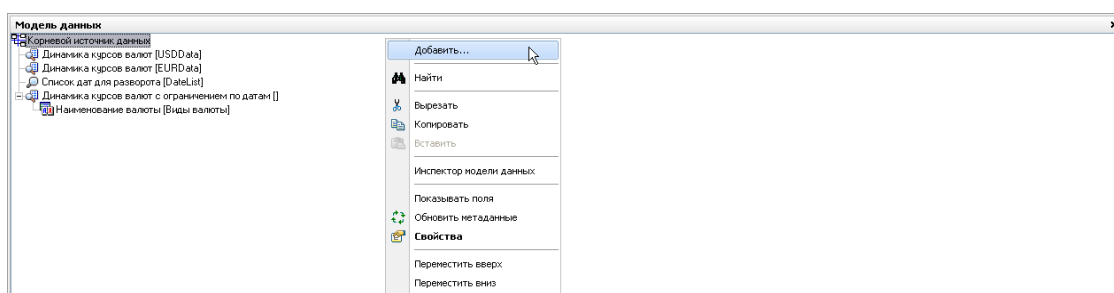 Модель данных
Корневой источник данных
Динамика курсов валют [USDData]
Динамика курсов валют [EURData]
Список дат для разворота [DateList]
Динамика курсов валют с ограничением по датам []
Наименование валюты [Виды валюты]
Добавить...
Найти
Вырезать
Копировать
Вставить
Инспектор модели данных
Показывать поля
Обновить метаданные
Свойства
Переместить вверх
Переместить вниз